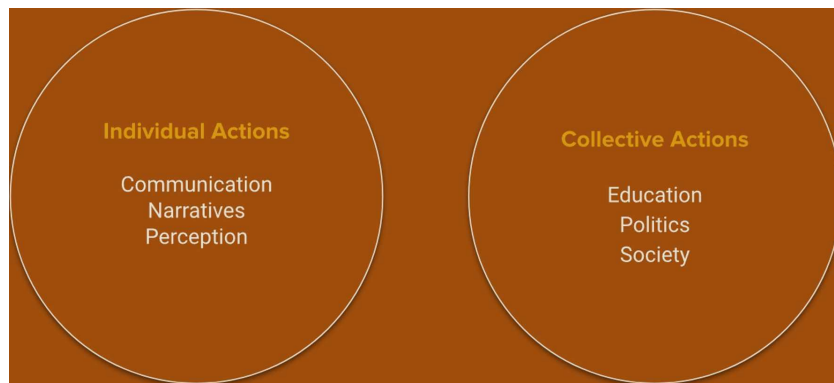 Individual Actions
Communication
Narratives
Perception
Collective Actions
Education
Politics
Society